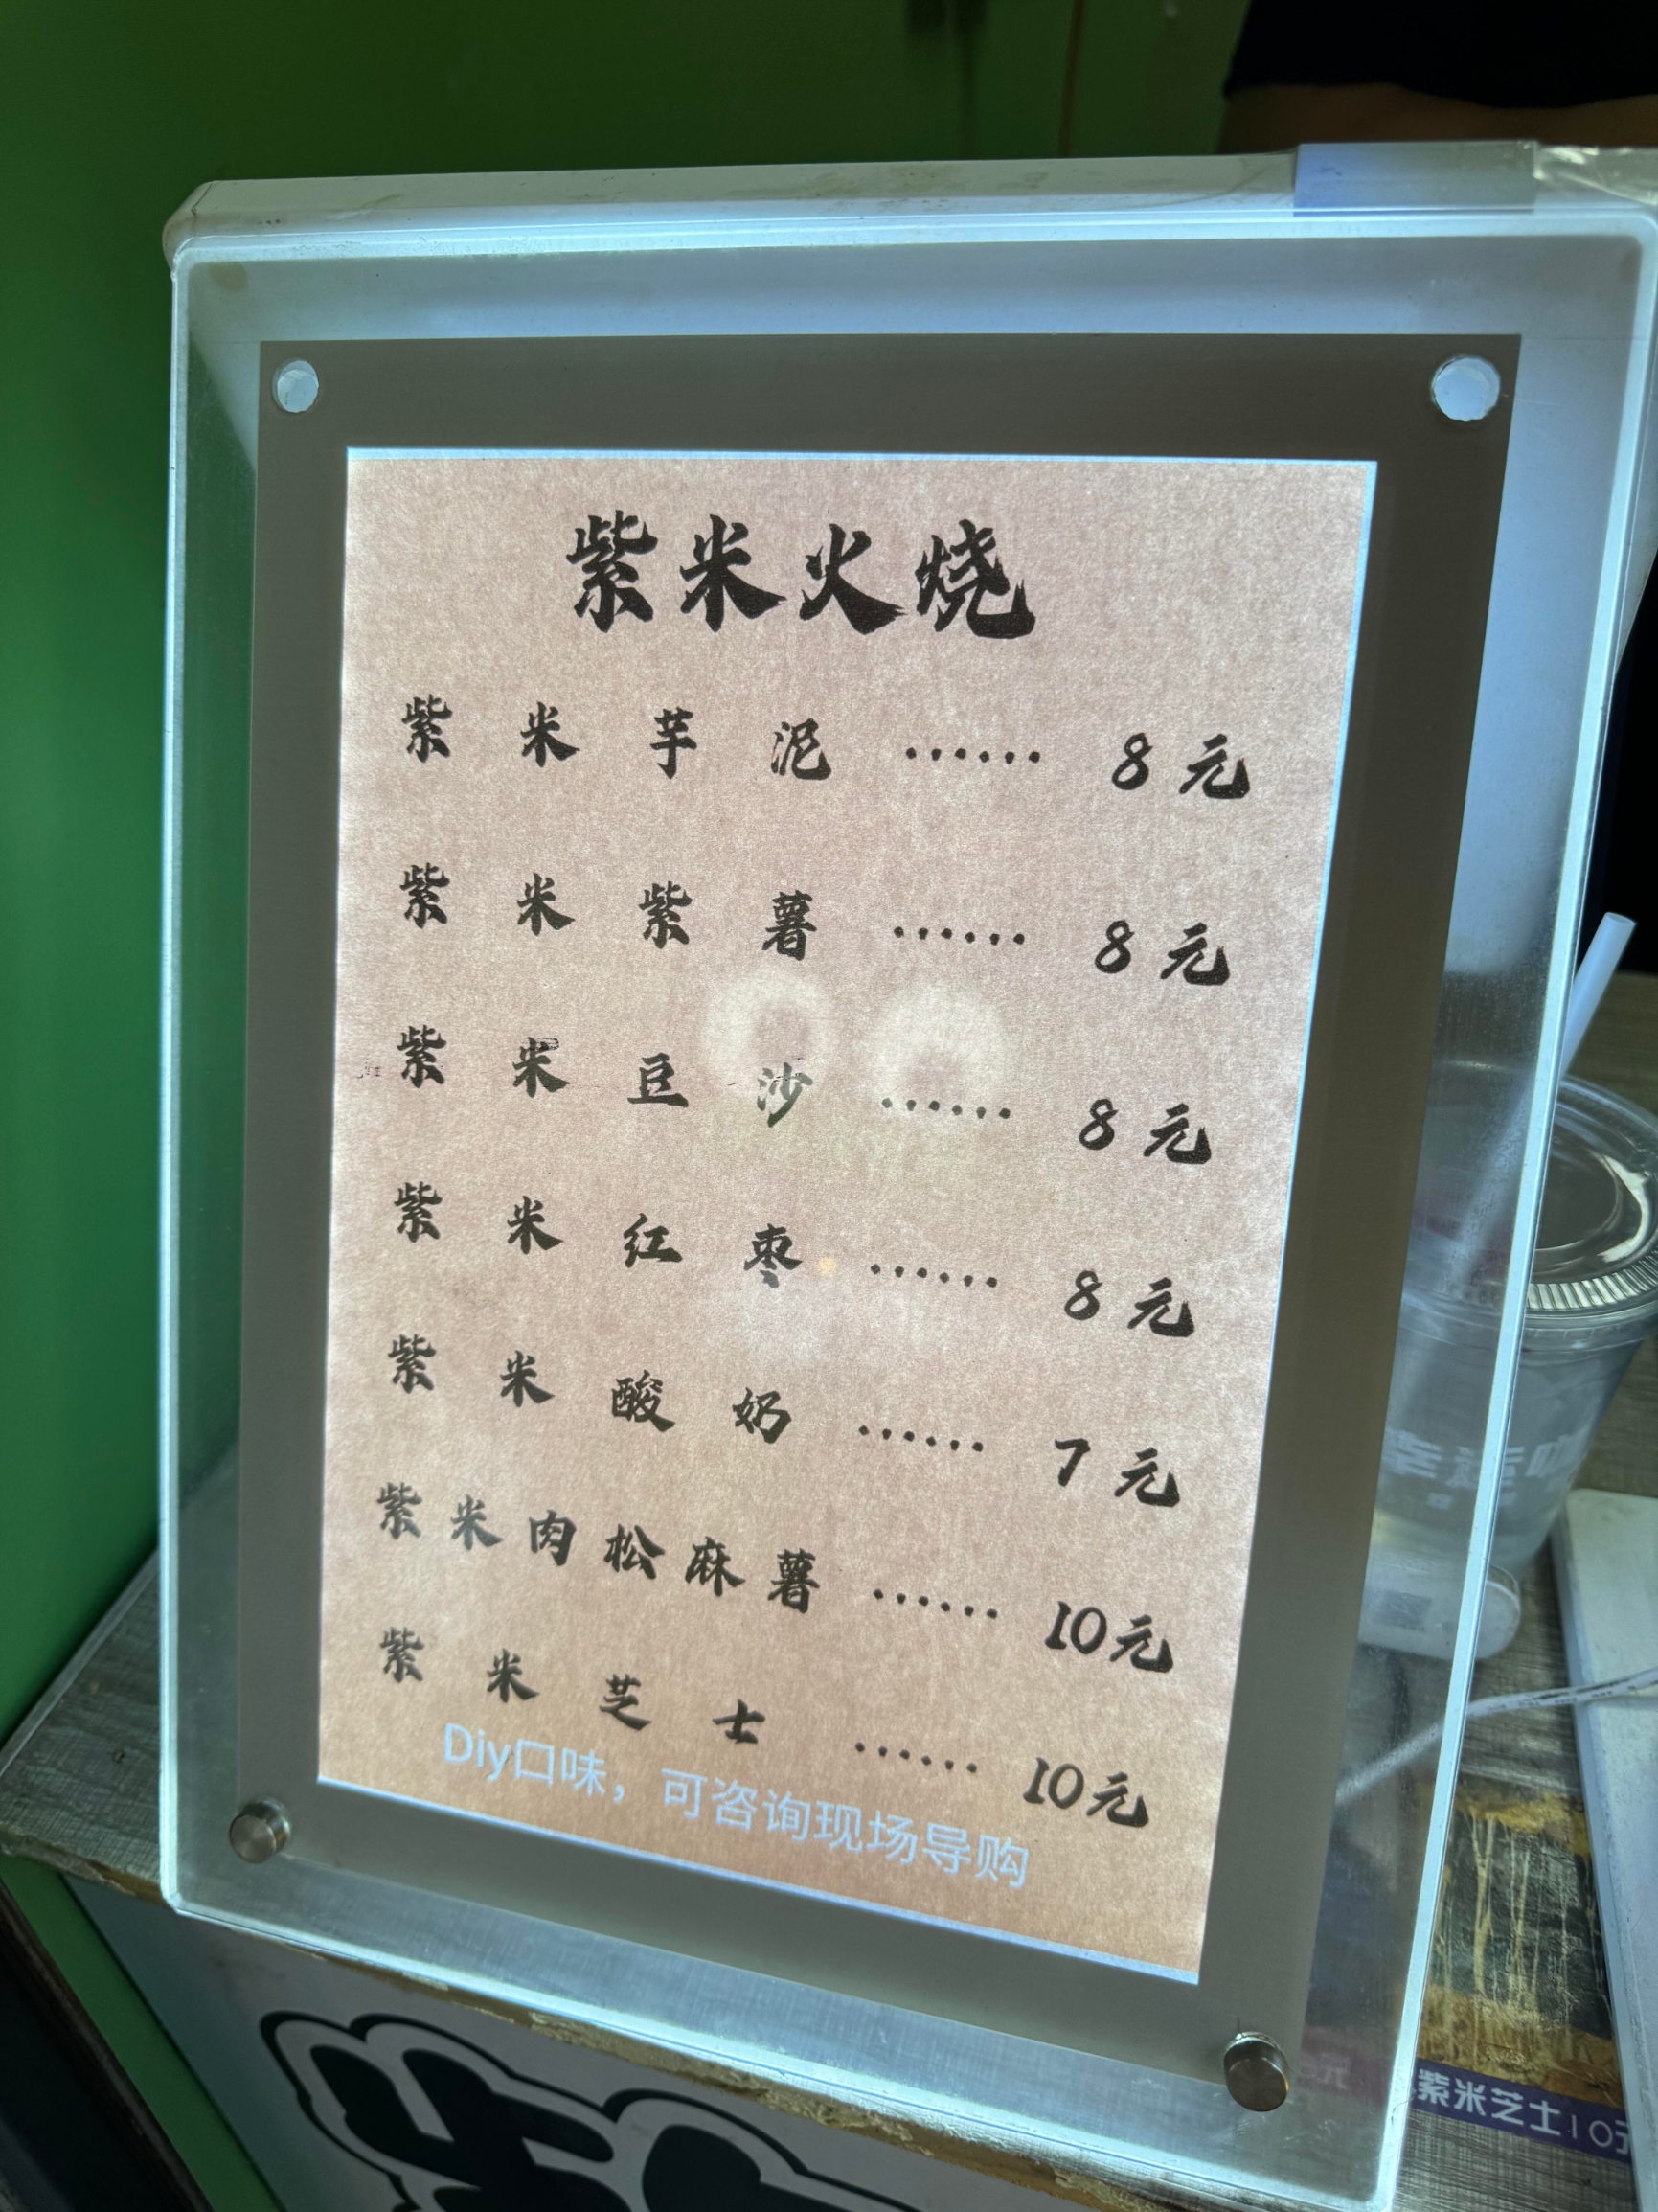 紫米火烧
紫米芋泥 ...... 8元
紫米紫薯 ...... 8元
紫米豆沙 ...... 8元
紫米红枣 ...... 8元
紫米酸奶 ...... 7元
紫米肉松麻薯 ...... 10元
紫米芝士 ...... 10元
Diy口味，可咨询现场导购
紫米芝士10元